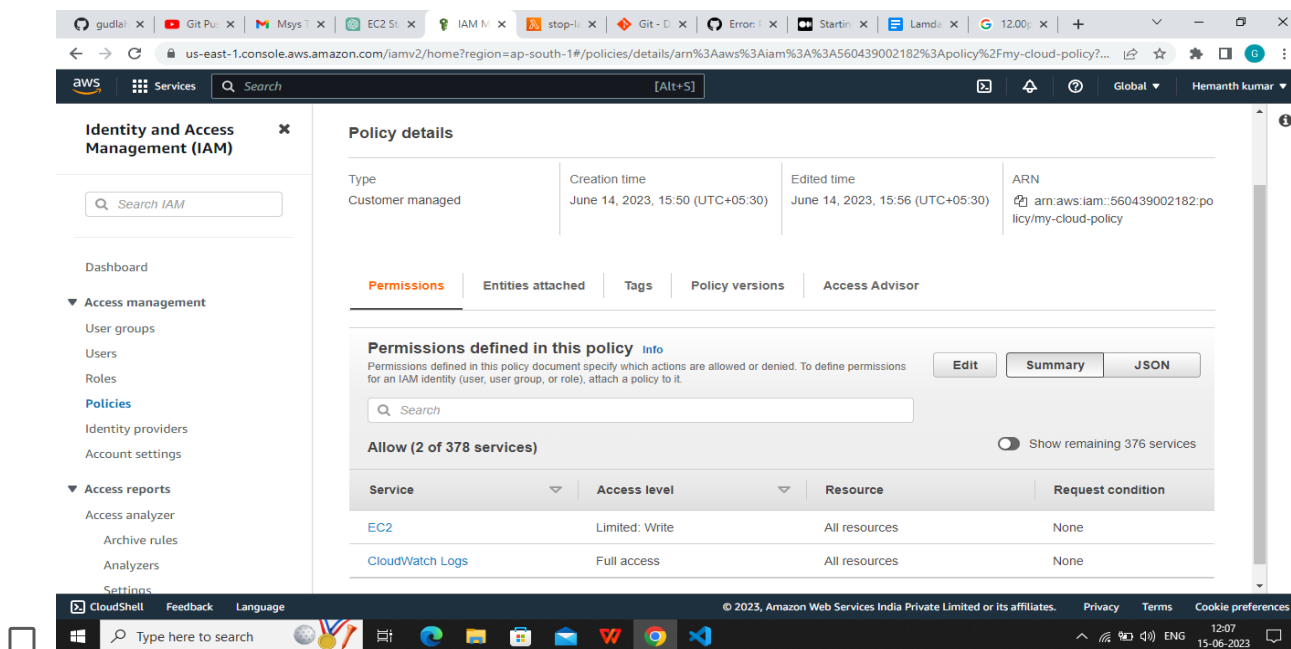 gudlal
Git Pu
Msys T
EC2 St
IAM M
stop-la
Git - D
Error: F
Startin
Lamda
12.00p
us-east-1.console.aws.amazon.com/iamv2/home?region=ap-south-1#/policies/details/arn%3Aaws%3Aiam%3A%3A560439002182%3Apolicy%2Fmy-cloud-policy?...
G
aws
Services
Search
[Alt+S]
Global
Hemanth kumar
Identity and Access
Management (IAM)
Search IAM
Dashboard
Access management
User groups
Users
Roles
Policies
Identity providers
Account settings
Access reports
Access analyzer
Archive rules
Analyzers
Settings
Policy details
Type
Customer managed
Creation time
June 14, 2023, 15:50 (UTC+05:30)
Edited time
June 14, 2023, 15:56 (UTC+05:30)
ARN
arn:aws:iam::560439002182:po
licy/my-cloud-policy
Permissions
Entities attached
Tags
Policy versions
Access Advisor
Permissions defined in this policy Info
Permissions defined in this policy document specify which actions are allowed or denied. To define permissions
for an IAM identity (user, user group, or role), attach a policy to it.
Edit
Summary
JSON
Search
Allow (2 of 378 services)
Show remaining 376 services
Service Access level Resource Request condition
EC2 Limited: Write All resources None
CloudWatch Logs Full access All resources None
CloudShell Feedback Language
© 2023, Amazon Web Services India Private Limited or its affiliates. Privacy Terms Cookie preferences
Type here to search
ENG
12:07
15-06-2023